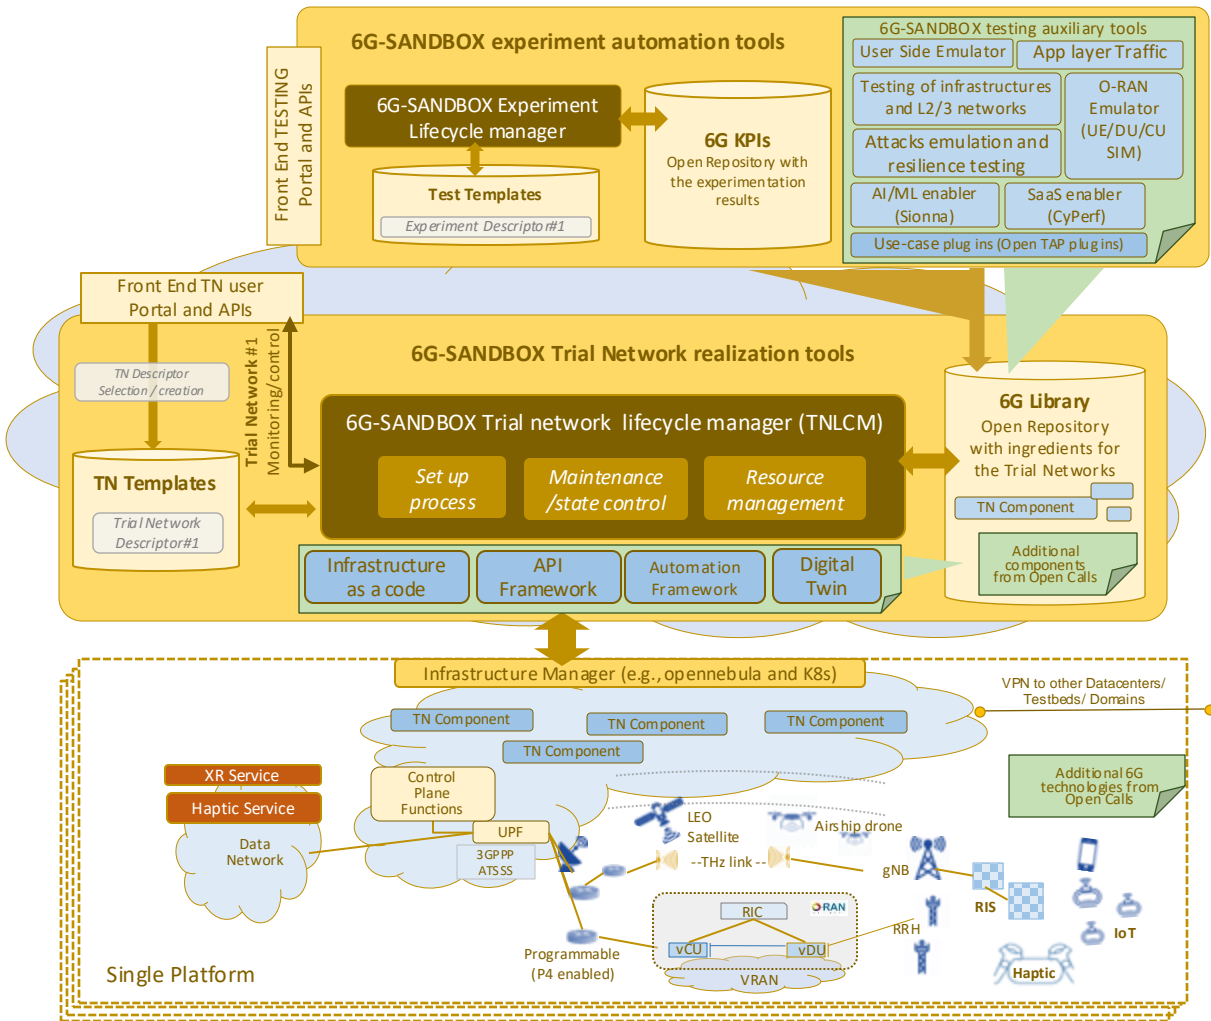 6G-SANDBOX experiment automation tools
Front End TESTING
Portal and APIs
6G-SANDBOX Experiment
Lifecycle manager
Test Templates
Experiment Descriptor#1
6G KPIs
Open Repository with
the experimentation
results
6G-SANDBOX testing auxiliary tools
User Side Emulator
App layer Traffic
Testing of infrastructures
and L2/3 networks
O-RAN
Emulator
(UE/DU/CU
SIM)
Attacks emulation and
resilience testing
AI/ML enabler
(Sionna)
SaaS enabler
(CyPerf)
Use-case plug ins (Open TAP plug ins)
Front End TN user
Portal and APIs
TN Descriptor
Selection / creation
Trial Network #1
Monitoring/control
TN Templates
Trial Network
Descriptor#1
6G-SANDBOX Trial Network realization tools
6G-SANDBOX Trial network lifecycle manager (TNLCM)
Set up
process
Maintenance
/state control
Resource
management
Infrastructure
as a code
API
Framework
Automation
Framework
Digital
Twin
6G Library
Open Repository
with ingredients for
the Trial Networks
TN Component
Additional
components
from Open Calls
Infrastructure Manager (e.g., opennebula and K8s)
VPN to other Datacenters/
Testbeds/ Domains
TN Component
TN Component
TN Component
TN Component
XR Service
Haptic Service
Data
Network
Control
Plane
Functions
UPF
3GPPP
ATSSS
LEO
Satellite
Airship drone
--THz link --
gNB
RIS
IoT
Haptic
Additional 6G
technologies from
Open Calls
RIC
RAN
vCU
vDU
VRAN
RRH
Programmable
(P4 enabled)
Single Platform